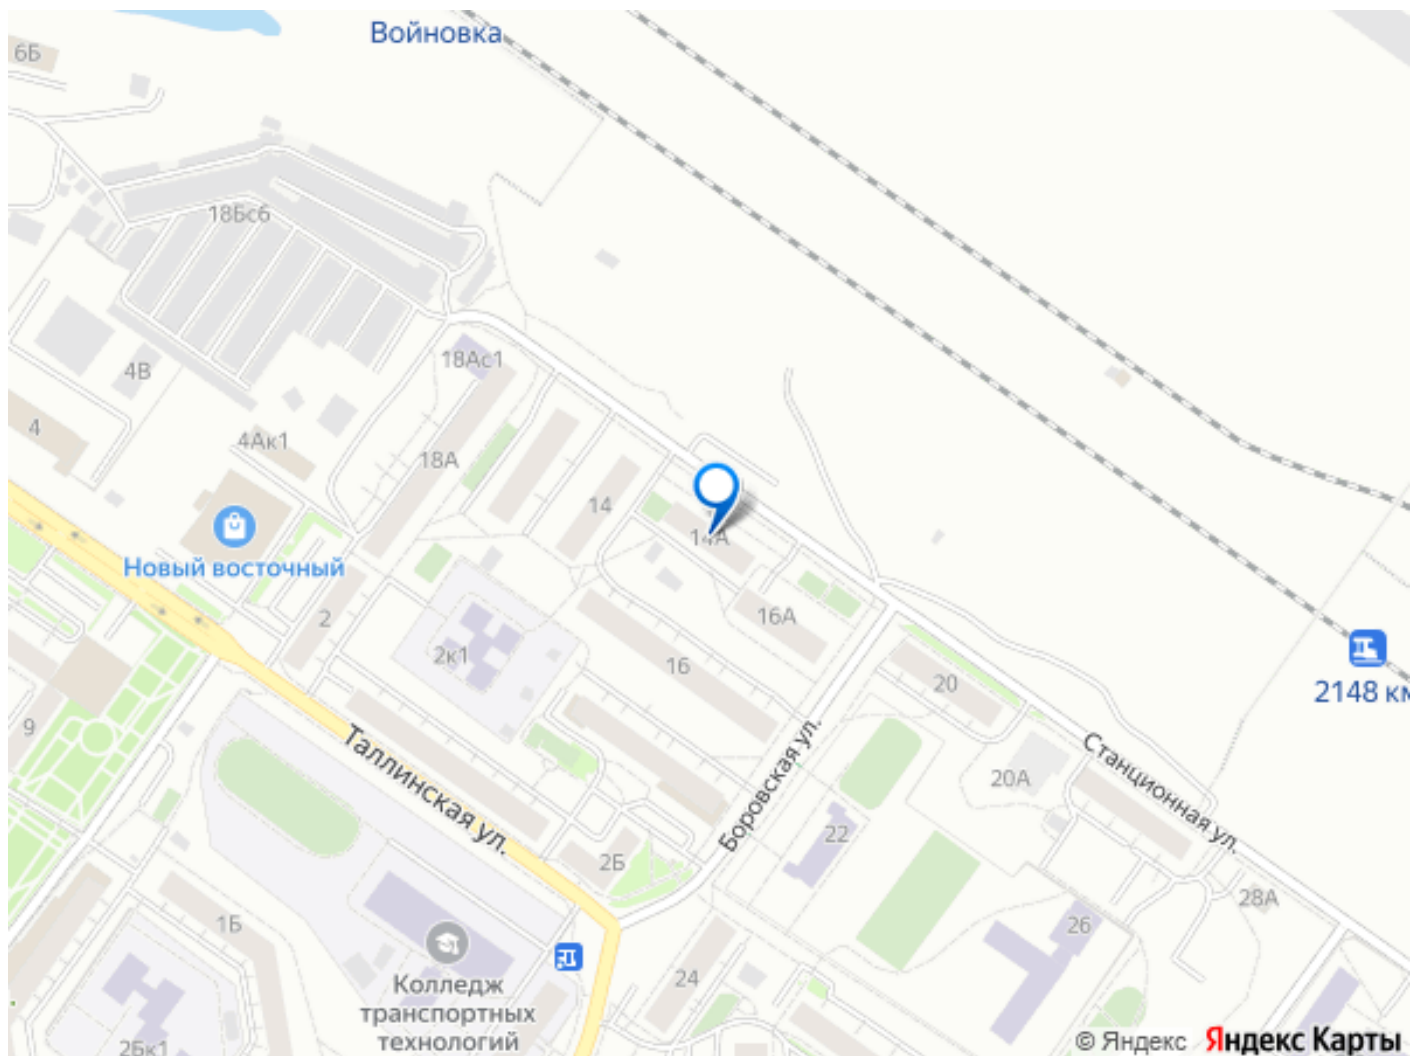 Войновка
6Б
18Бс6
18Ас1
4В
4
4Ак1
18А
14
14А
Новый восточный
2
16А
2к1
16
20
2148 км
9
Таллинская ул.
Боровская ул.
Станционная ул.
20А
22
2Б
28А
1Б
26
24
Колледж
транспортных
технологий
2Бк1
© Яндекс Яндекс Карты